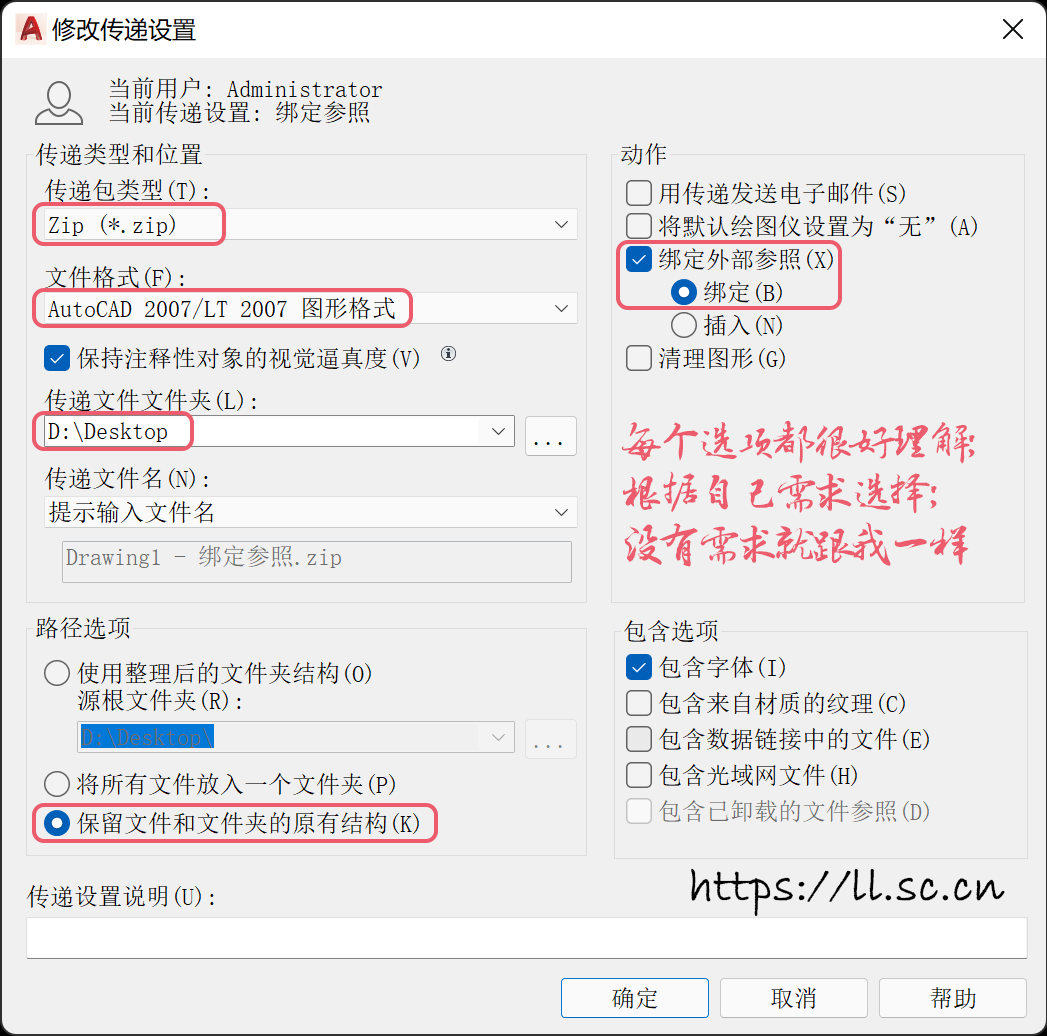 修改传递设置
当前用户: Administrator
当前传递设置: 绑定参照
传递类型和位置
传递包类型(T):
Zip (*.zip)
文件格式(F):
AutoCAD 2007/LT 2007 图形格式
保持注释性对象的视觉逼真度(V)
传递文件文件夹(L):
D:\Desktop
...
传递文件名(N):
提示输入文件名
Drawing1 - 绑定参照.zip
动作
用传递发送电子邮件(S)
将默认绘图仪设置为“无”(A)
绑定外部参照(X)
绑定(B)
插入(N)
清理图形(G)
每个选项都很好理解;
根据自己需求选择;
没有需求就跟我一样
路径选项
使用整理后的文件夹结构(O)
源根文件夹(R):
D:\Desktop\
...
将所有文件放入一个文件夹(P)
保留文件和文件夹的原有结构(K)
包含选项
包含字体(I)
包含来自材质的纹理(C)
包含数据链接中的文件(E)
包含光域网文件(H)
包含已卸载的文件参照(D)
https://ll.sc.cn
传递设置说明(U):
确定
取消
帮助